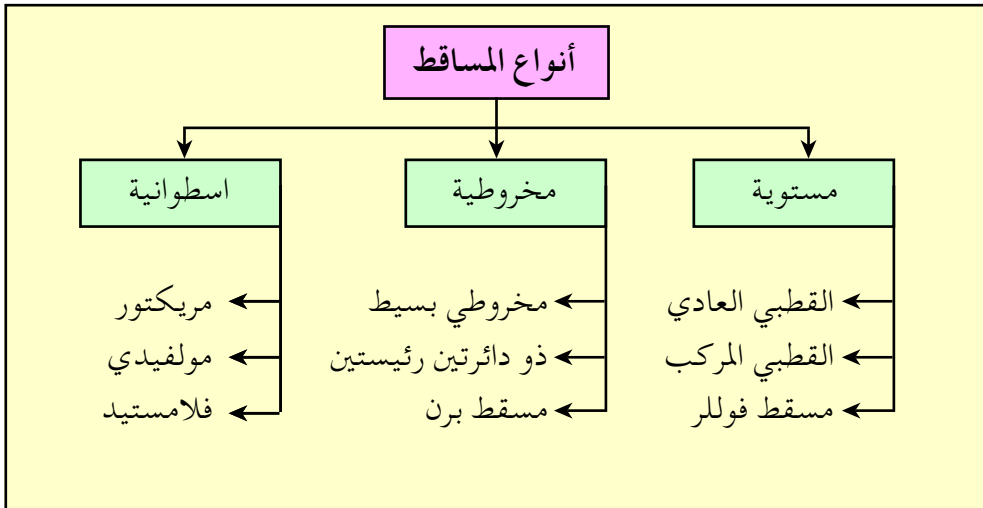 أنواع المساقط
مستوية
مخروطية
اسطوانية
القطبي العادي
القطبي المركب
مسقط فوللر
مخروطي بسيط
ذو دائرتين رئيستين
مسقط برن
مريكتور
مولفيدي
فلامستيد